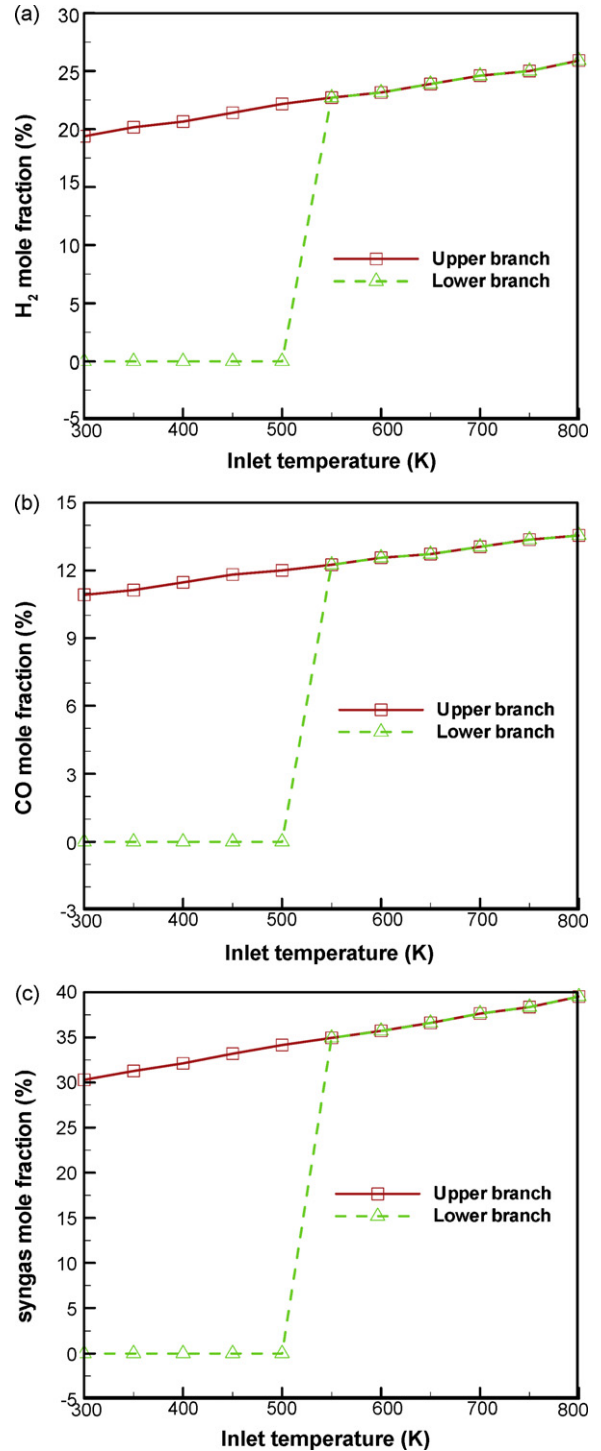 (a)
30
25
20
15
10
5
0
-5
H2 mole fraction (%)
Upper branch
Lower branch
300 400 500 600 700 800
Inlet temperature (K)
(b)
15
12
9
6
3
0
-3
CO mole fraction (%)
Upper branch
Lower branch
300 400 500 600 700 800
Inlet temperature (K)
(c)
40
35
30
25
20
15
10
5
0
-5
syngas mole fraction (%)
Upper branch
Lower branch
300 400 500 600 700 800
Inlet temperature (K)